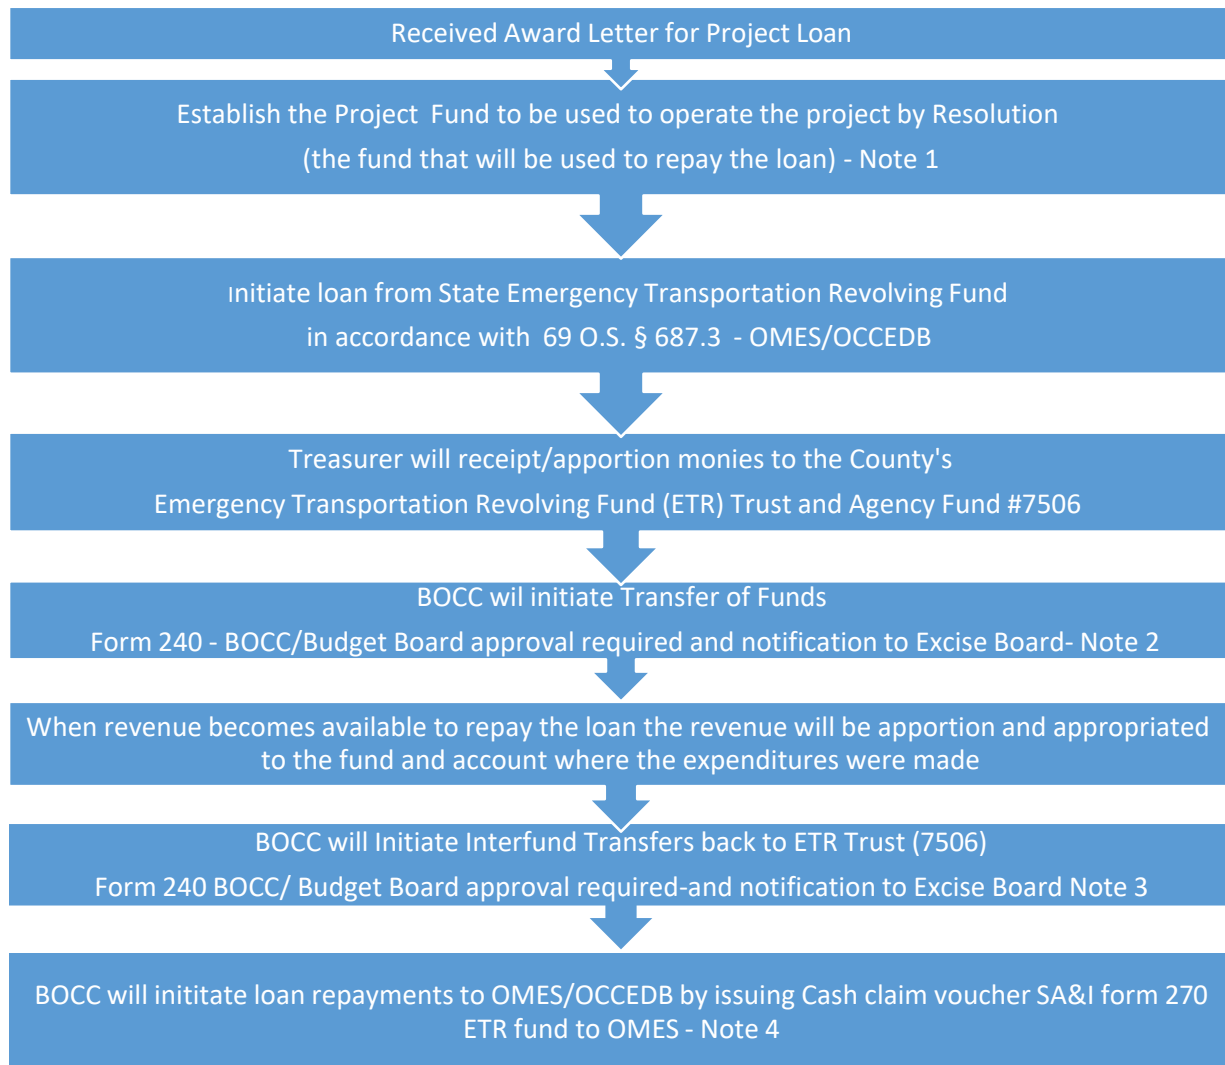 Received Award Letter for Project Loan
Establish the Project Fund to be used to operate the project by Resolution
(the fund that will be used to repay the loan) - Note 1
Initiate loan from State Emergency Transportation Revolving Fund
in accordance with 69 O.S. § 687.3 - OMES/OCCEDB
Treasurer will receipt/apportion monies to the County's
Emergency Transportation Revolving Fund (ETR) Trust and Agency Fund #7506
BOCC wil initiate Transfer of Funds
Form 240 - BOCC/Budget Board approval required and notification to Excise Board- Note 2
When revenue becomes available to repay the loan the revenue will be apportion and appropriated
to the fund and account where the expenditures were made
BOCC will Initiate Interfund Transfers back to ETR Trust (7506)
Form 240 BOCC/ Budget Board approval required-and notification to Excise Board Note 3
BOCC will inititate loan repayments to OMES/OCCEDB by issuing Cash claim voucher SA&I form 270
ETR fund to OMES - Note 4